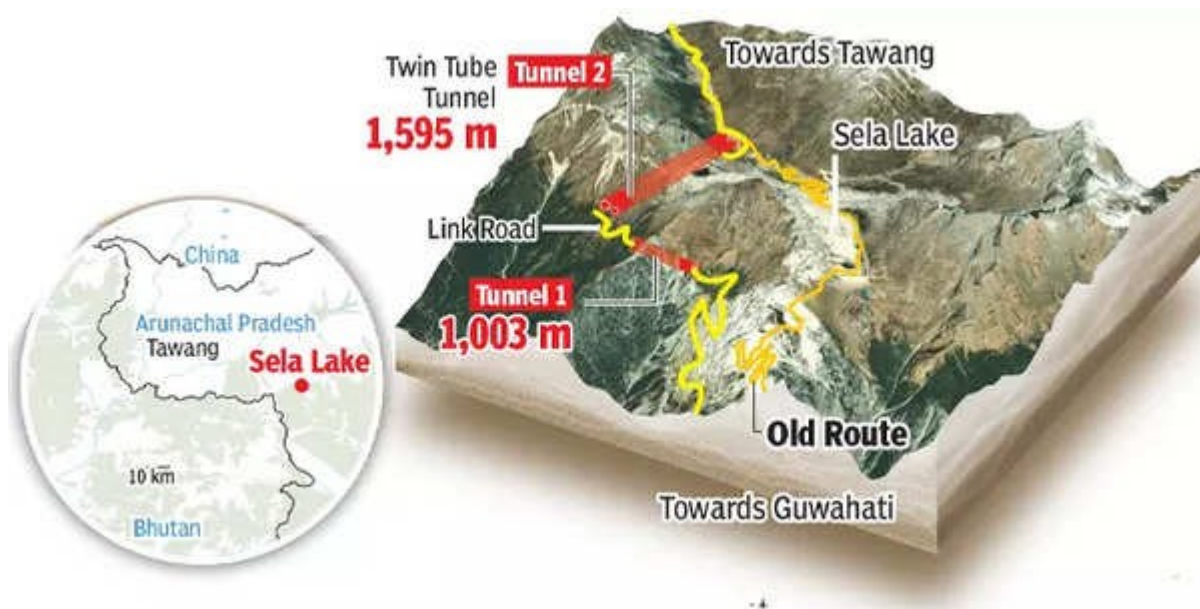 Towards Tawang
Twin Tube
Tunnel
Tunnel 2
1,595 m
Sela Lake
Link Road
Tunnel 1
1,003 m
Old Route
Towards Guwahati
China
Arunachal Pradesh
Tawang
Sela Lake
10 km
Bhutan